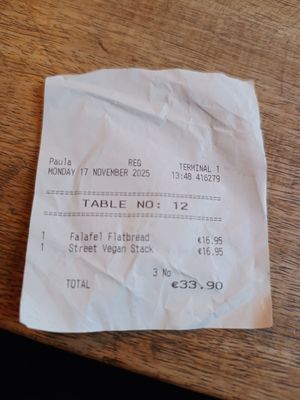 Paula REG TERMINAL 1
MONDAY 17 NOVEMBER 2025 13:48 416279
TABLE NO: 12
1 Falafel Flatbread €16.95
1 Street Vegan Stack €16.95
3 No
TOTAL €33.90